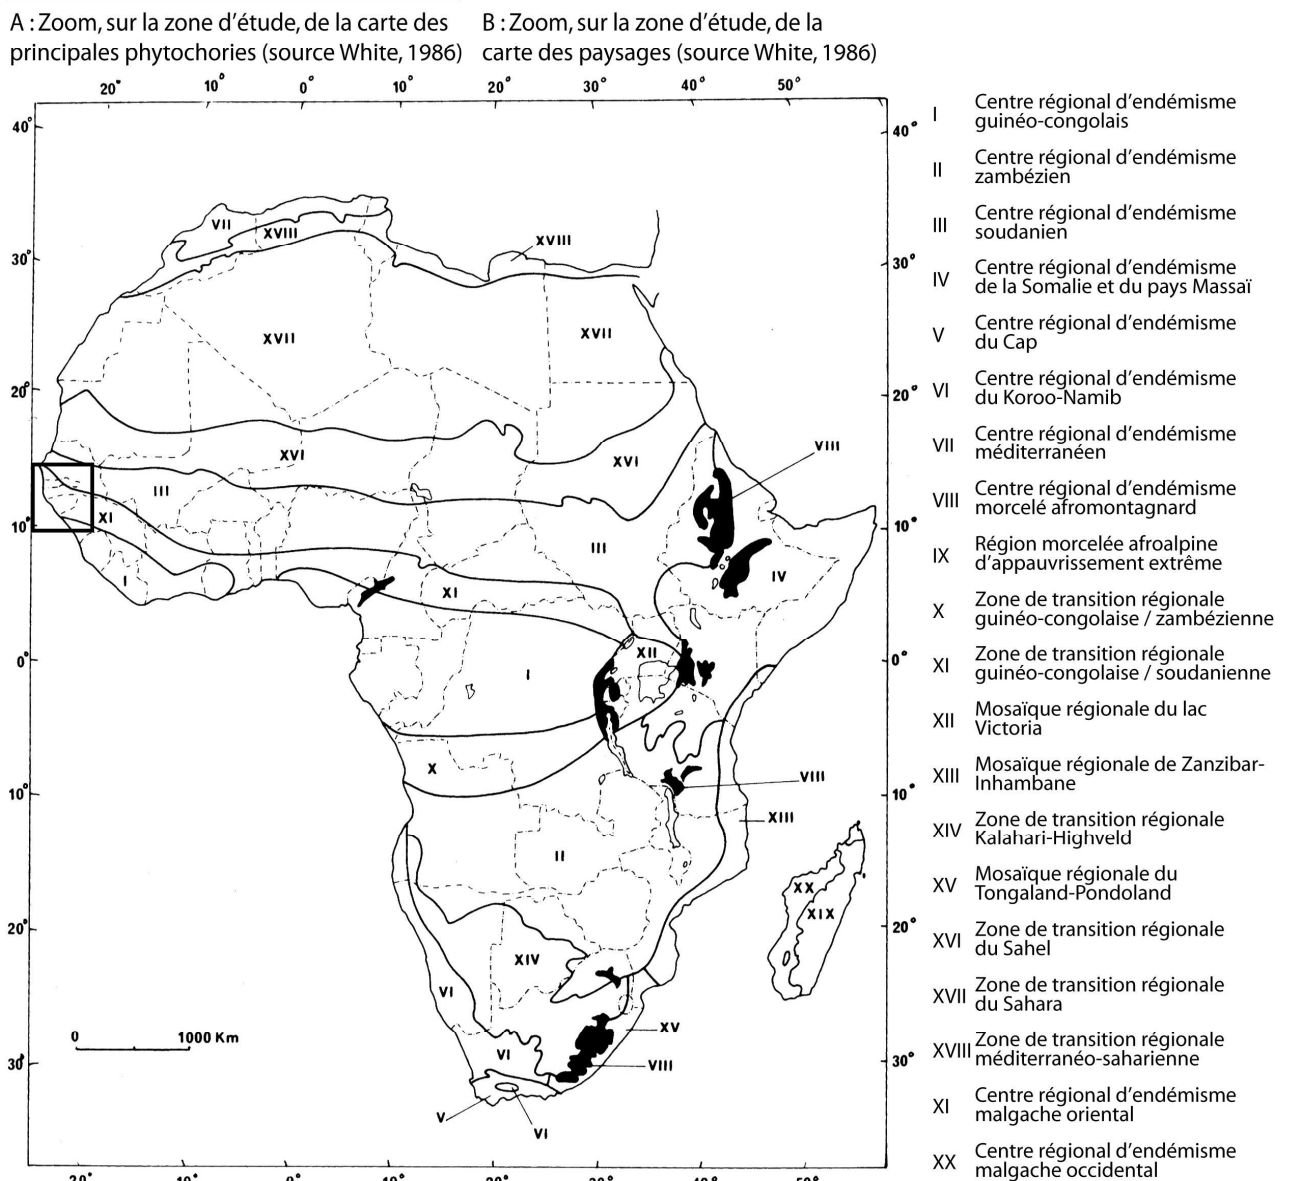 A : Zoom, sur la zone d'étude, de la carte des
principales phytochories (source White, 1986)
B : Zoom, sur la zone d'étude, de la
carte des paysages (source White, 1986)
20° 10° 0° 10° 20° 30° 40° 50°
40° 40°
VII
XVIII
XVIII
30° 30°
XVII
XVII
20° 20°
VIII
XVI
XVI
III
XI
10° 10°
III
I
IV
XI
XII
0° 0°
I
X
VIII
10° 10°
XIII
II
XX
XIX
20° 20°
XIV
VI
XV
0 1000 Km
VI
VIII
30° 30°
V
VI
20° 10° 0° 10° 20° 30° 40° 50°
I Centre régional d'endémisme
guinéo-congolais
II Centre régional d'endémisme
zambézien
III Centre régional d'endémisme
soudanien
IV Centre régional d'endémisme
de la Somalie et du pays Massaï
V Centre régional d'endémisme
du Cap
VI Centre régional d'endémisme
du Koroo-Namib
VII Centre régional d'endémisme
méditerranéen
VIII Centre régional d'endémisme
morcelé afromontagnard
IX Région morcelée afroalpine
d'appauvrissement extrême
X Zone de transition régionale
guinéo-congolaise / zambézienne
XI Zone de transition régionale
guinéo-congolaise / soudanienne
XII Mosaïque régionale du lac
Victoria
XIII Mosaïque régionale de Zanzibar-
Inhambane
XIV Zone de transition régionale
Kalahari-Highveld
XV Mosaïque régionale du
Tongaland-Pondoland
XVI Zone de transition régionale
du Sahel
XVII Zone de transition régionale
du Sahara
XVIII Zone de transition régionale
méditerranéo-saharienne
XI Centre régional d'endémisme
malgache oriental
XX Centre régional d'endémisme
malgache occidental